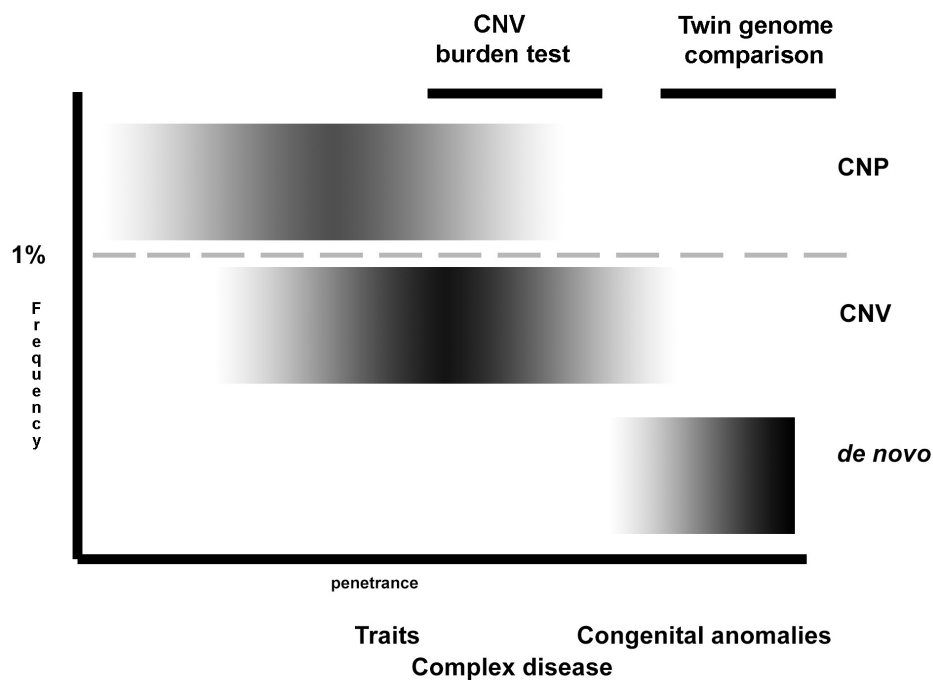 CNV
burden test
Twin genome
comparison
CNP
1%
Frequency
CNV
de novo
penetrance
Traits
Congenital anomalies
Complex disease